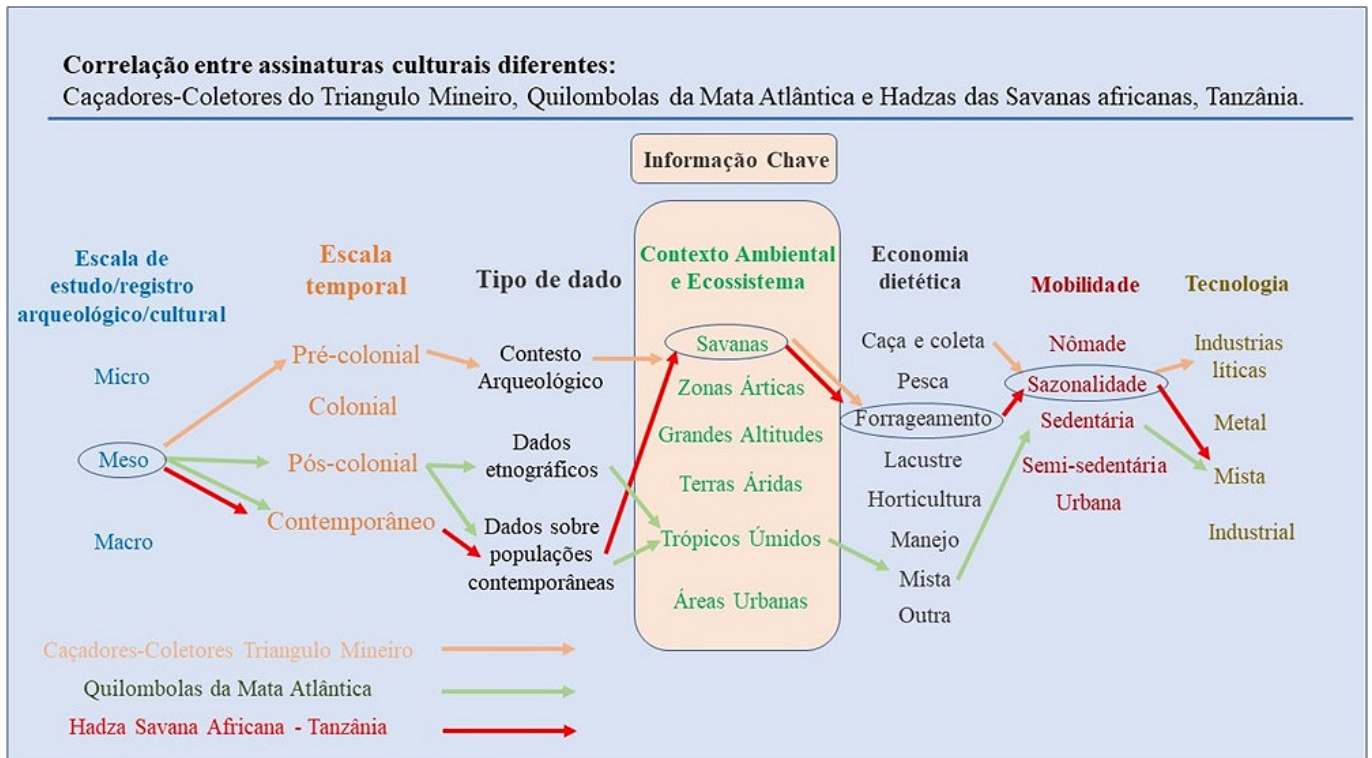 Correlação entre assinaturas culturais diferentes:
Caçadores-Coletores do Triangulo Mineiro, Quilombolas da Mata Atlântica e Hadzas das Savanas africanas, Tanzânia.
Informação Chave
Escala de
estudo/registro
arqueológico/cultural
Micro
Meso
Macro
Escala
temporal
Pré-colonial
Colonial
Pós-colonial
Contemporâneo
Tipo de dado
Contesto
Arqueológico
Dados
etnográficos
Dados sobre
populações
contemporâneas
Contexto Ambiental
e Ecossistema
Savanas
Zonas Árticas
Grandes Altitudes
Terras Áridas
Trópicos Úmidos
Áreas Urbanas
Economia
dietética
Caça e coleta
Pesca
Forrageamento
Lacustre
Horticultura
Manejo
Mista
Outra
Mobilidade
Nômade
Sazonalidade
Sedentária
Semi-sedentária
Urbana
Tecnologia
Industrias
líticas
Metal
Mista
Industrial
Caçadores-Coletores Triangulo Mineiro
Quilombolas da Mata Atlântica
Hadza Savana Africana - Tanzânia